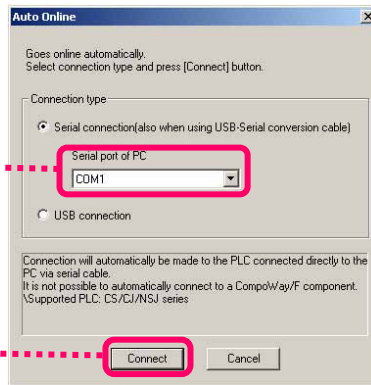 Auto Online
Goes online automatically.
Select connection type and press [Connect] button.
Connection type
Serial connection(also when using USB-Serial conversion cable)
Serial port of PC
COM1
USB connection
Connection will automatically be made to the PLC connected directly to the
PC via serial cable.
It is not possible to automatically connect to a CompoWay/F component.
\Supported PLC: CS/CJ/NSJ series
Connect
Cancel